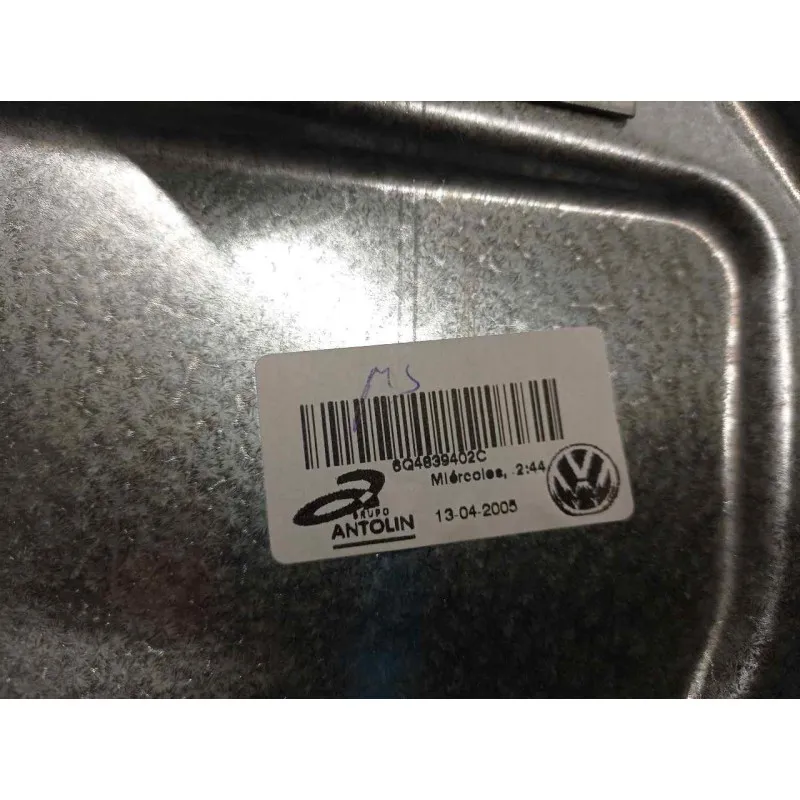 MS
6Q4839402C
Miércoles, 2:44
GRUPO
ANTOLIN
13-04-2005